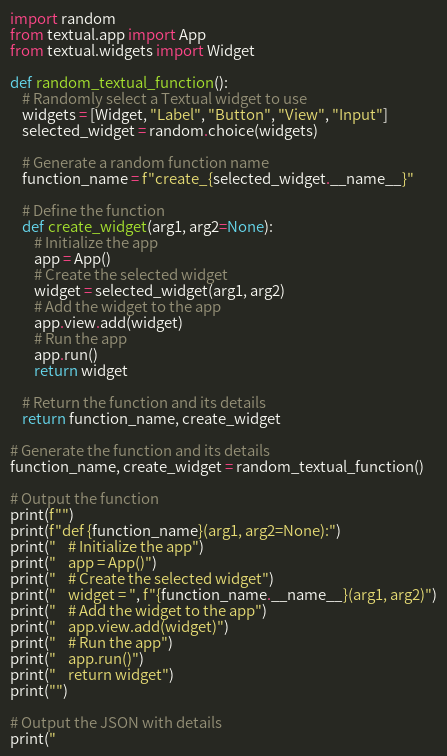 import random
from textual.app import App
from textual.widgets import Widget

def random_textual_function():
    # Randomly select a Textual widget to use
    widgets = [Widget, "Label", "Button", "View", "Input"]
    selected_widget = random.choice(widgets)

    # Generate a random function name
    function_name = f"create_{selected_widget.__name__}"

    # Define the function
    def create_widget(arg1, arg2=None):
        # Initialize the app
        app = App()
        # Create the selected widget
        widget = selected_widget(arg1, arg2)
        # Add the widget to the app
        app.view.add(widget)
        # Run the app
        app.run()
        return widget

    # Return the function and its details
    return function_name, create_widget

# Generate the function and its details
function_name, create_widget = random_textual_function()

# Output the function
print(f"")
print(f"def {function_name}(arg1, arg2=None):")
print("    # Initialize the app")
print("    app = App()")
print("    # Create the selected widget")
print("    widget = ", f"{function_name.__name__}(arg1, arg2)")
print("    # Add the widget to the app")
print("    app.view.add(widget)")
print("    # Run the app")
print("    app.run()")
print("    return widget")
print("")

# Output the JSON with details
print("